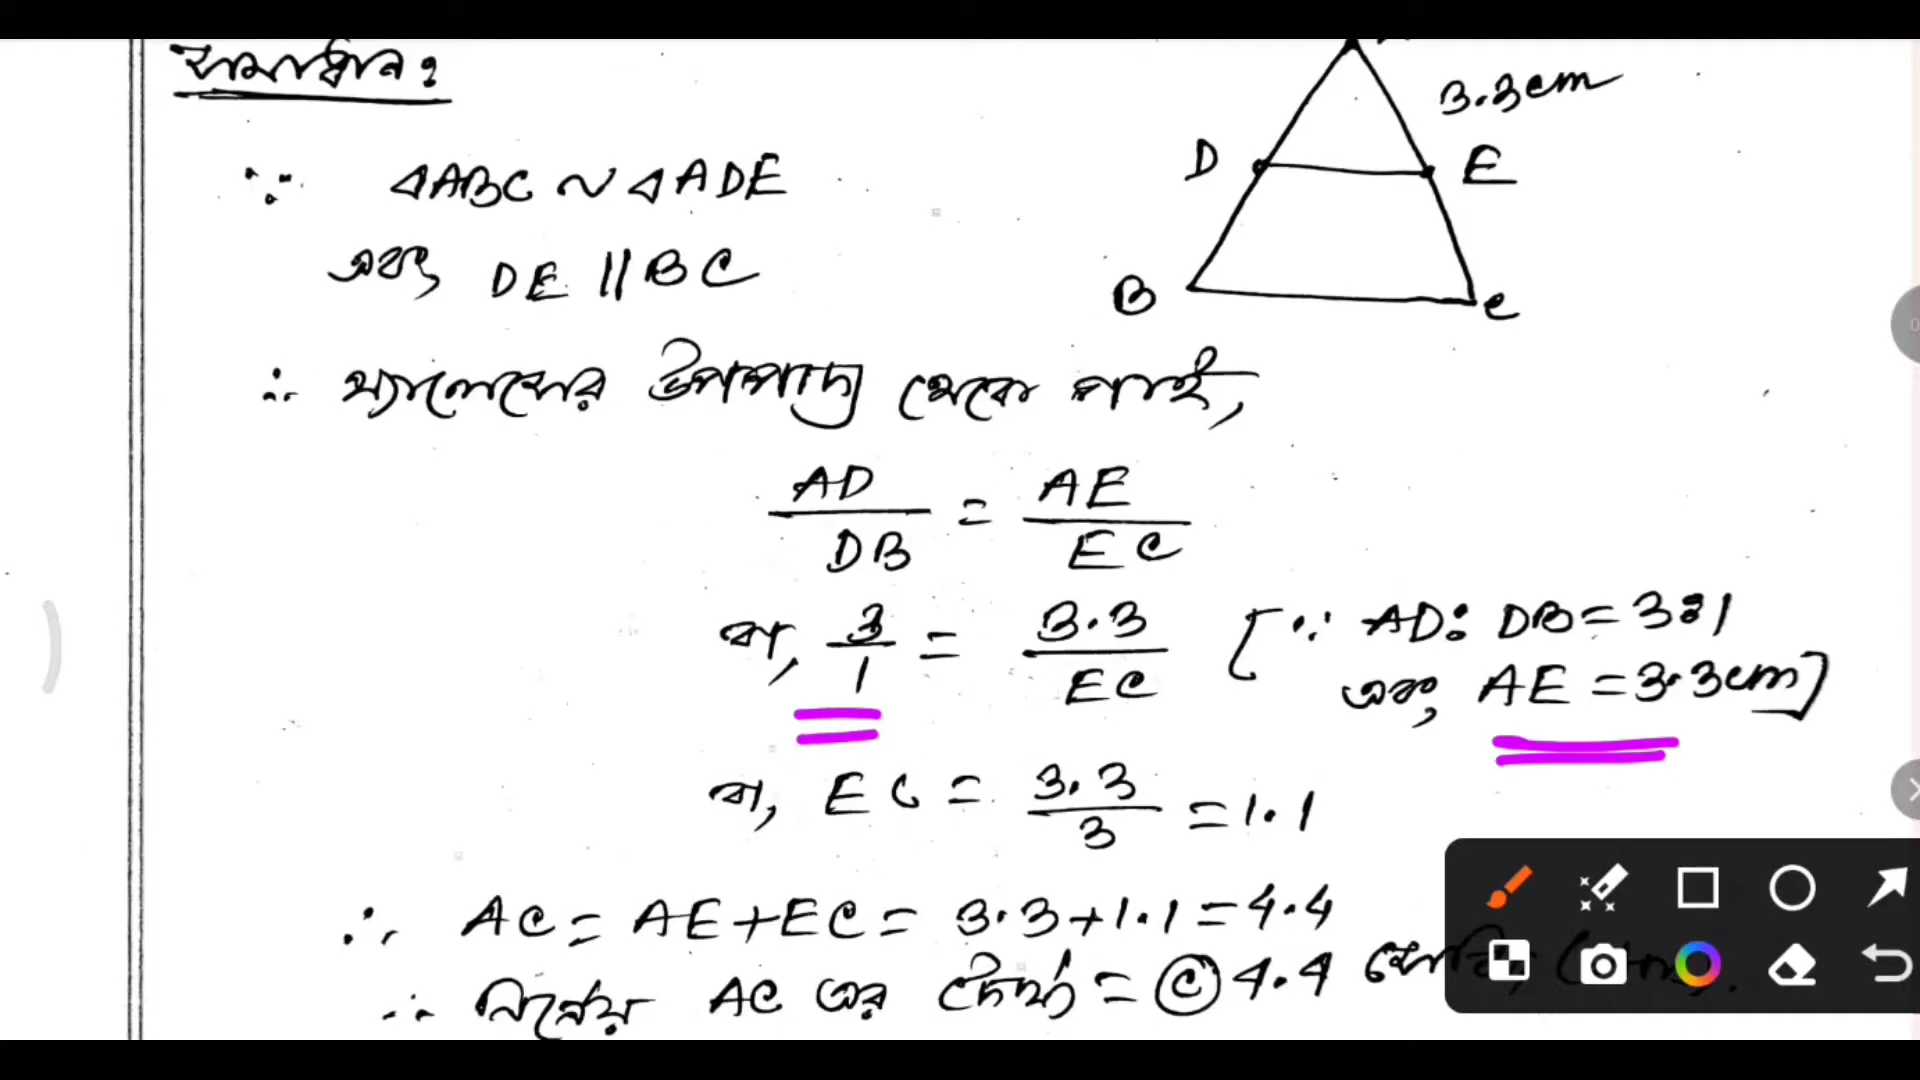 সমাধান :
3.3cm
D
E
B
C
∵ ∆ABC ~ ∆ADE
এবং DE || BC
∴ থ্যালেসের উপপাদ্য থেকে পাই,
AD/DB = AE/EC
বা, 3/1 = 3.3/EC [∵ AD: DB = 3:1
এবং, AE = 3.3cm]
বা, EC = 3.3/3 = 1.1
∴ AC = AE+EC = 3.3+1.1 = 4.4
∴ নির্ণেয় AC এর দৈর্ঘ্য = (c) 4.4